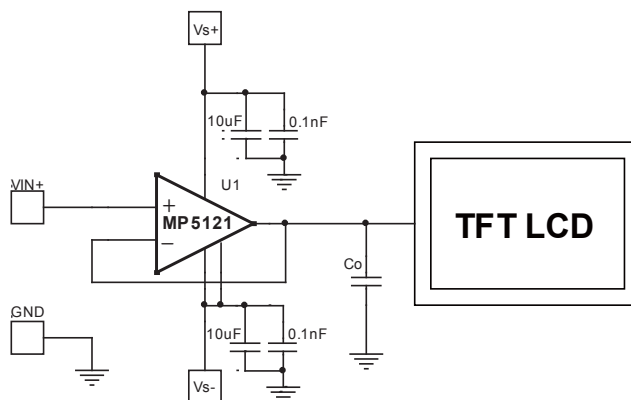 Vs+
10uF
0.1nF
VIN+
U1
+
MP5121
−
TFT LCD
Co
GND
10uF
0.1nF
Vs-